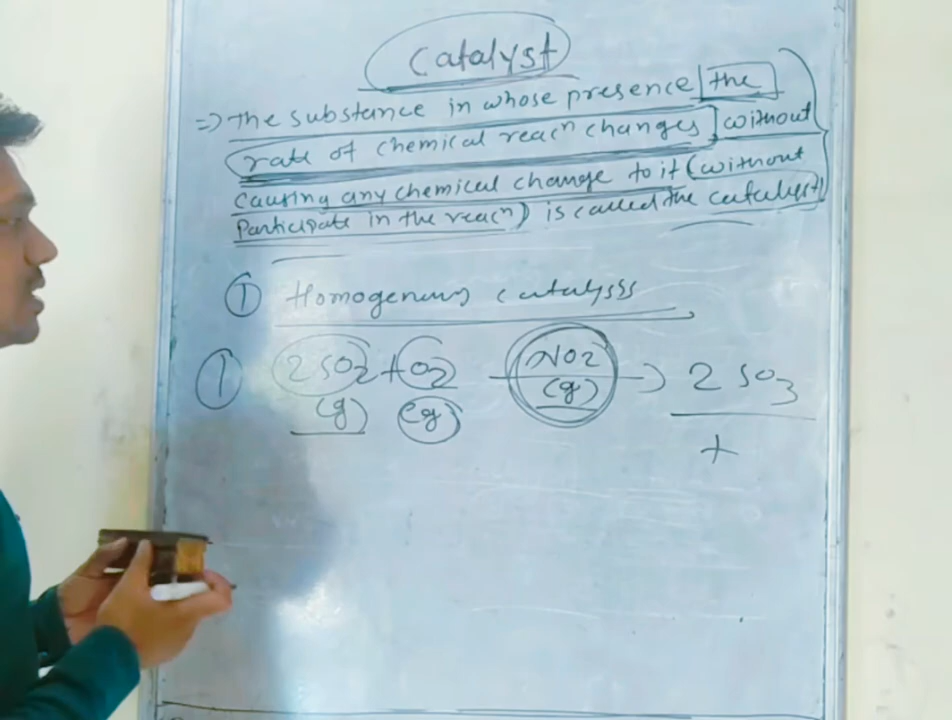 Catalyst
=> The substance in whose presence the
rate of chemical reacn changes without
causing any chemical change to it (without
Participate in the reacn) is called the catalyst
① Homogenous catalysis
① 2SO2 + O2 NO2 → 2SO3
(g) (g) (g)
+